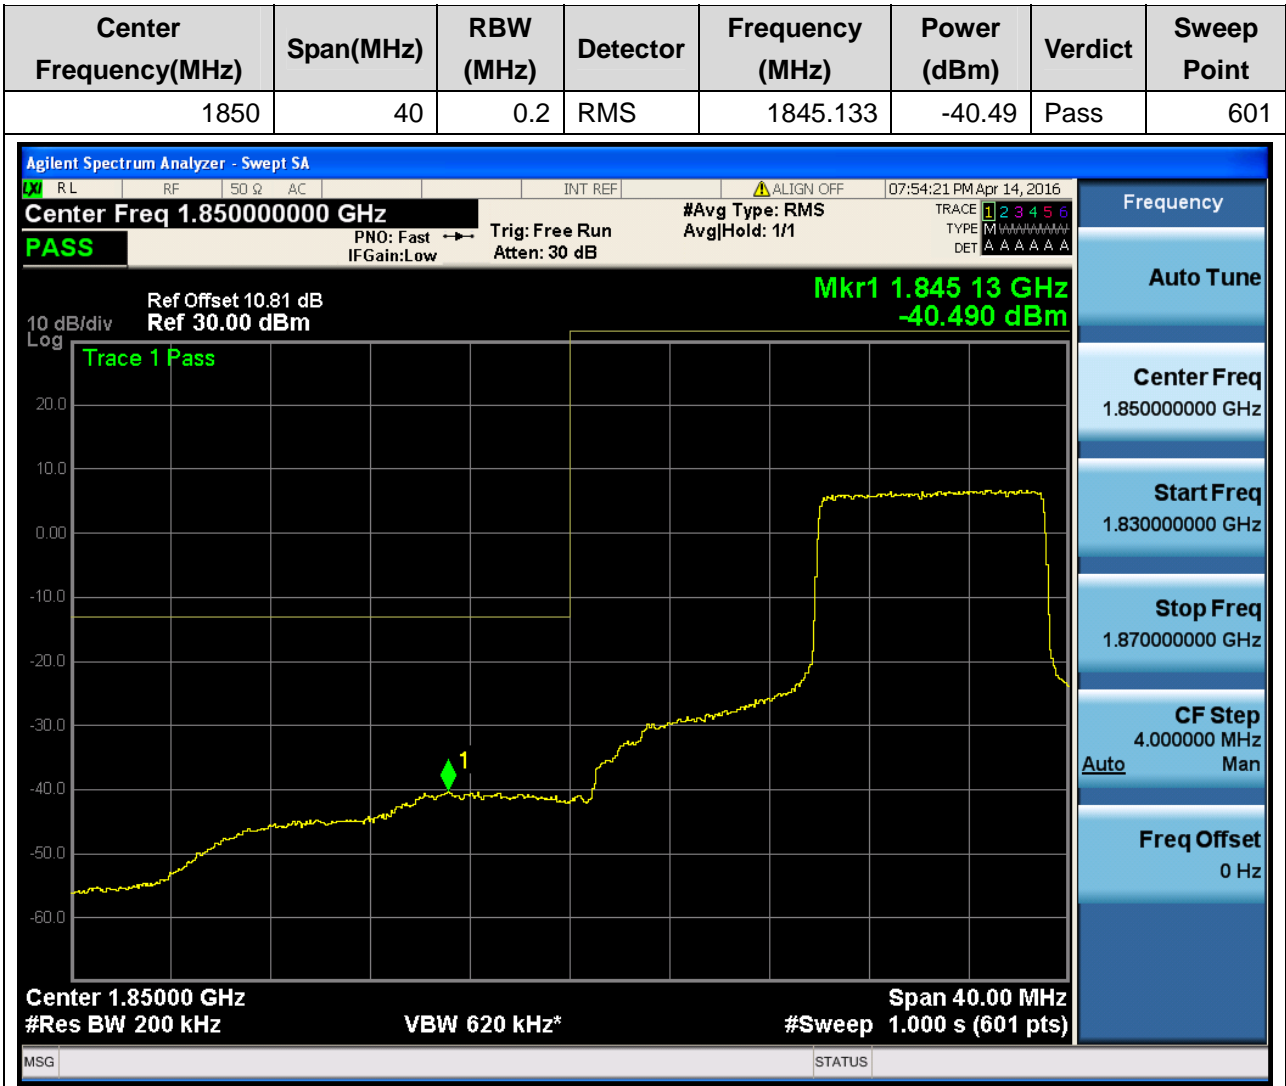 Center Frequency(MHz) Span(MHz) RBW (MHz) Detector Frequency (MHz) Power (dBm) Verdict Sweep Point
1850 40 0.2 RMS 1845.133 -40.49 Pass 601
Agilent Spectrum Analyzer - Swept SA
LXI RL RF 50 Ω AC INT REF ALIGN OFF 07:54:21 PM Apr 14, 2016
Center Freq 1.850000000 GHz
PASS
PNO: Fast
IFGain:Low
Trig: Free Run
Atten: 30 dB
#Avg Type: RMS
Avg|Hold: 1/1
TRACE 1 2 3 4 5 6
TYPE M
DET A A A A A A
Mkr1 1.845 13 GHz
-40.490 dBm
Ref Offset 10.81 dB
10 dB/div Ref 30.00 dBm
Log
Trace 1 Pass
20.0
10.0
0.00
-10.0
-20.0
-30.0
-40.0
-50.0
-60.0
1
Center 1.85000 GHz
Span 40.00 MHz
#Res BW 200 kHz
VBW 620 kHz*
#Sweep 1.000 s (601 pts)
MSG
STATUS
Frequency
Auto Tune
Center Freq
1.850000000 GHz
Start Freq
1.830000000 GHz
Stop Freq
1.870000000 GHz
CF Step
4.000000 MHz
Auto Man
Freq Offset
0 Hz